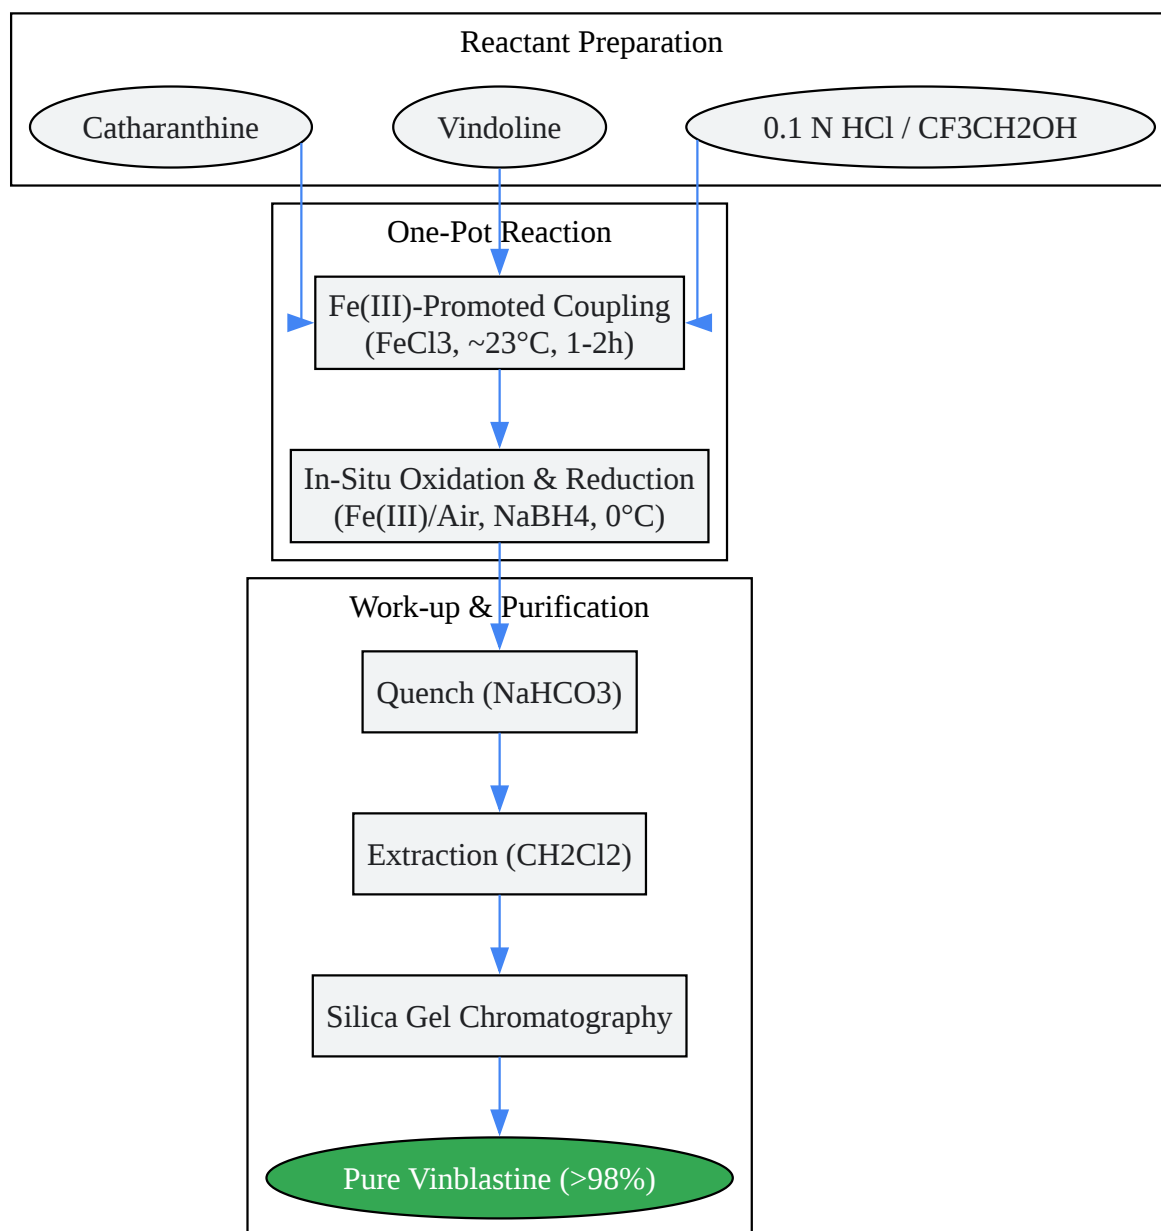 Reactant Preparation
Catharanthine
Vindoline
0.1 N HCl / CF3CH2OH
One-Pot Reaction
Fe(III)-Promoted Coupling
(FeCl3, ~23°C, 1-2h)
In-Situ Oxidation & Reduction
(Fe(III)/Air, NaBH4, 0°C)
Work-up & Purification
Quench (NaHCO3)
Extraction (CH2Cl2)
Silica Gel Chromatography
Pure Vinblastine (>98%)